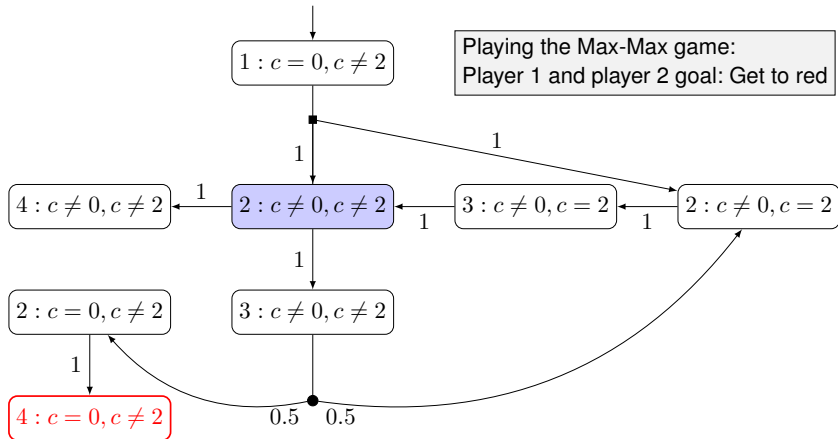 1 : c = 0, c ≠ 2
Playing the Max-Max game:
Player 1 and player 2 goal: Get to red
1
1
4 : c ≠ 0, c ≠ 2
1
2 : c ≠ 0, c ≠ 2
1
3 : c ≠ 0, c = 2
1
2 : c ≠ 0, c = 2
1
2 : c = 0, c ≠ 2
3 : c ≠ 0, c ≠ 2
1
4 : c = 0, c ≠ 2
0.5 0.5